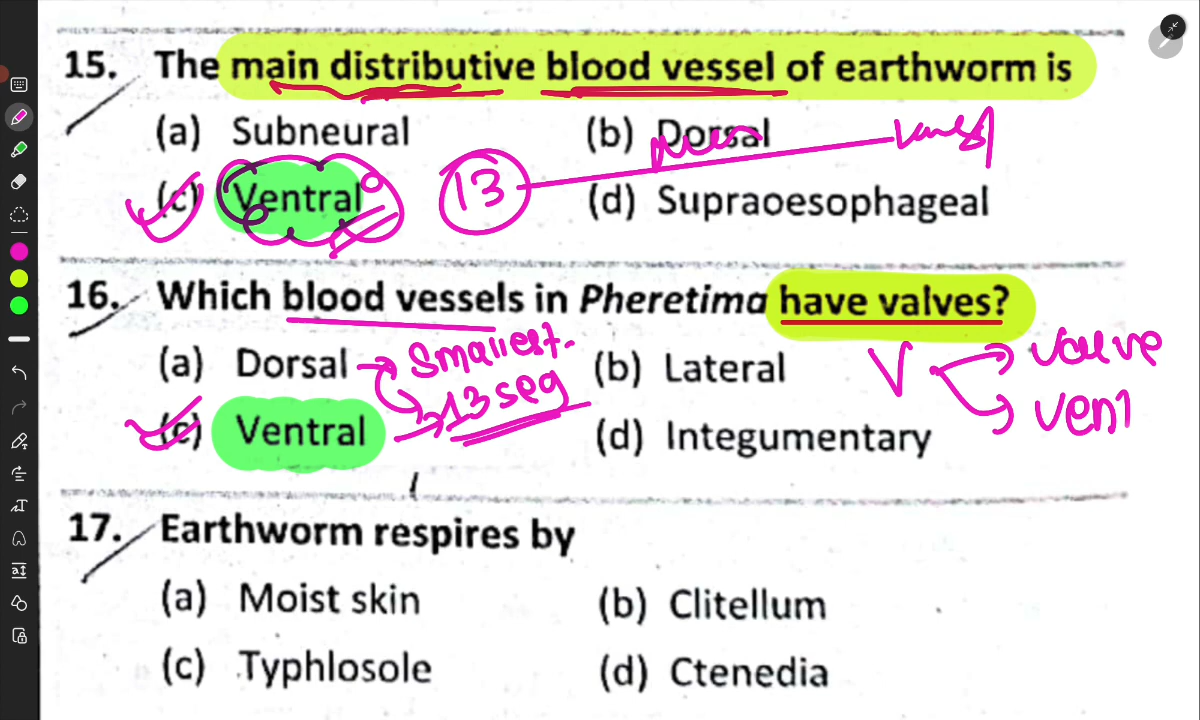 15. The main distributive blood vessel of earthworm is
(a) Subneural (b) Dorsal
(c) Ventral 13 (d) Supraoesophageal
16. Which blood vessels in Pheretima have valves?
(a) Dorsal Smallest. (b) Lateral V valve
13 seg
(c) Ventral (d) Integumentary
17. Earthworm respires by
(a) Moist skin (b) Clitellum
(c) Typhlosole (d) Ctenedia